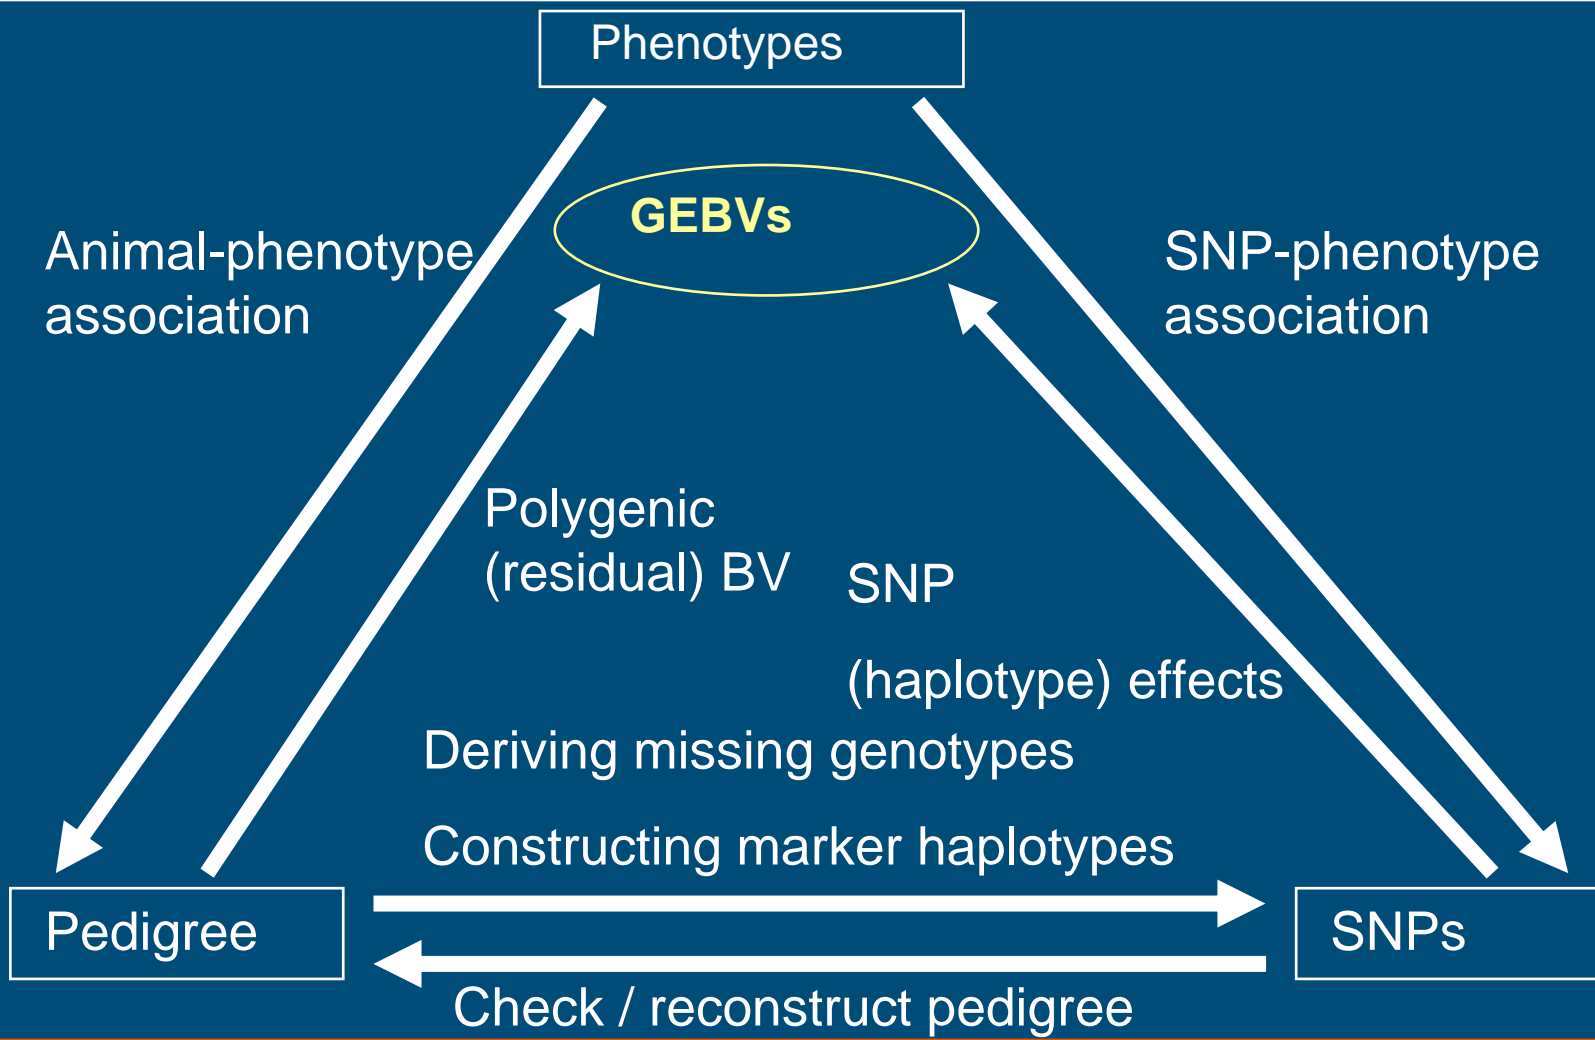 Phenotypes
GEBVs
Animal-phenotype
association
SNP-phenotype
association
Polygenic
(residual) BV
SNP
(haplotype) effects
Deriving missing genotypes
Constructing marker haplotypes
Pedigree
SNPs
Check / reconstruct pedigree